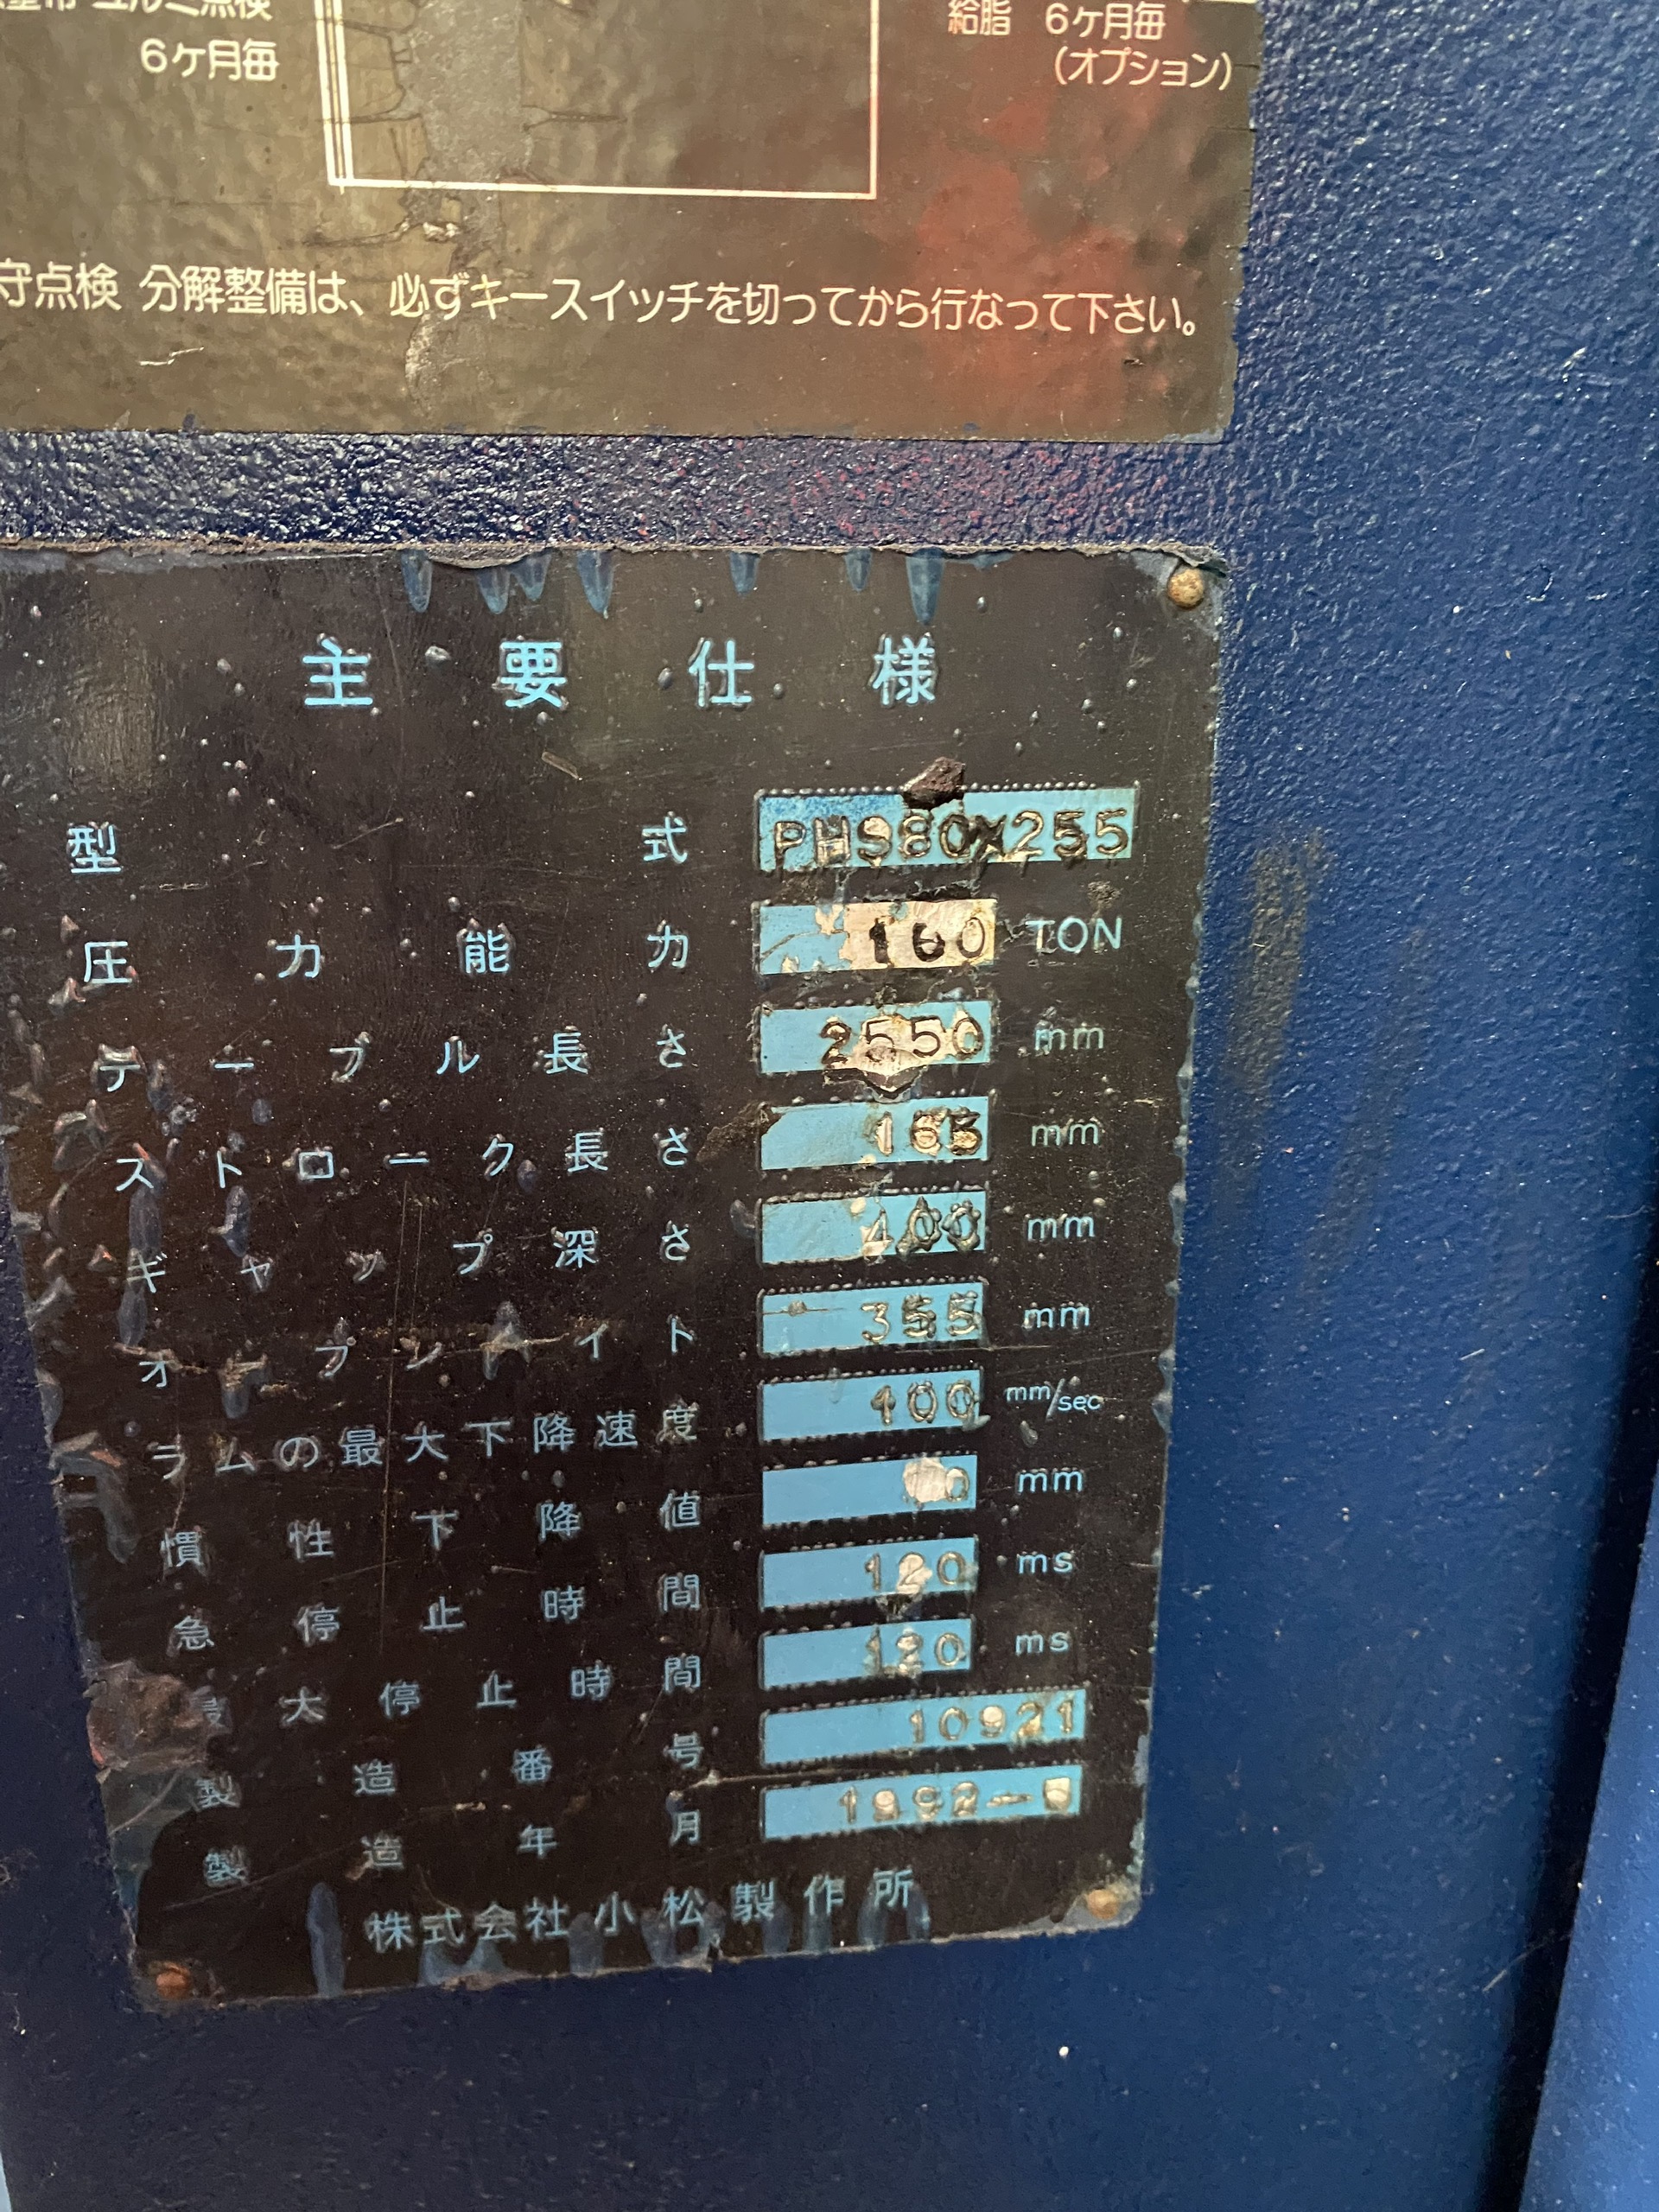 ユルミ点検
6ヶ月毎
給脂 6ヶ月毎
(オプション)
守点検 分解整備は、必ずキースイッチを切ってから行なって下さい。
主要仕様
型式
圧力能力 160 TON
テーブル長さ 2550 mm
ストローク長さ mm
ギャップ深さ 400 mm
オープンハイト 355 mm
ラムの最大下降速度 100 mm/sec
慣性下降値 mm
急停止時間 120 ms
最大停止時間 120 ms
製造番号 10921
製造年月
株式会社小松製作所